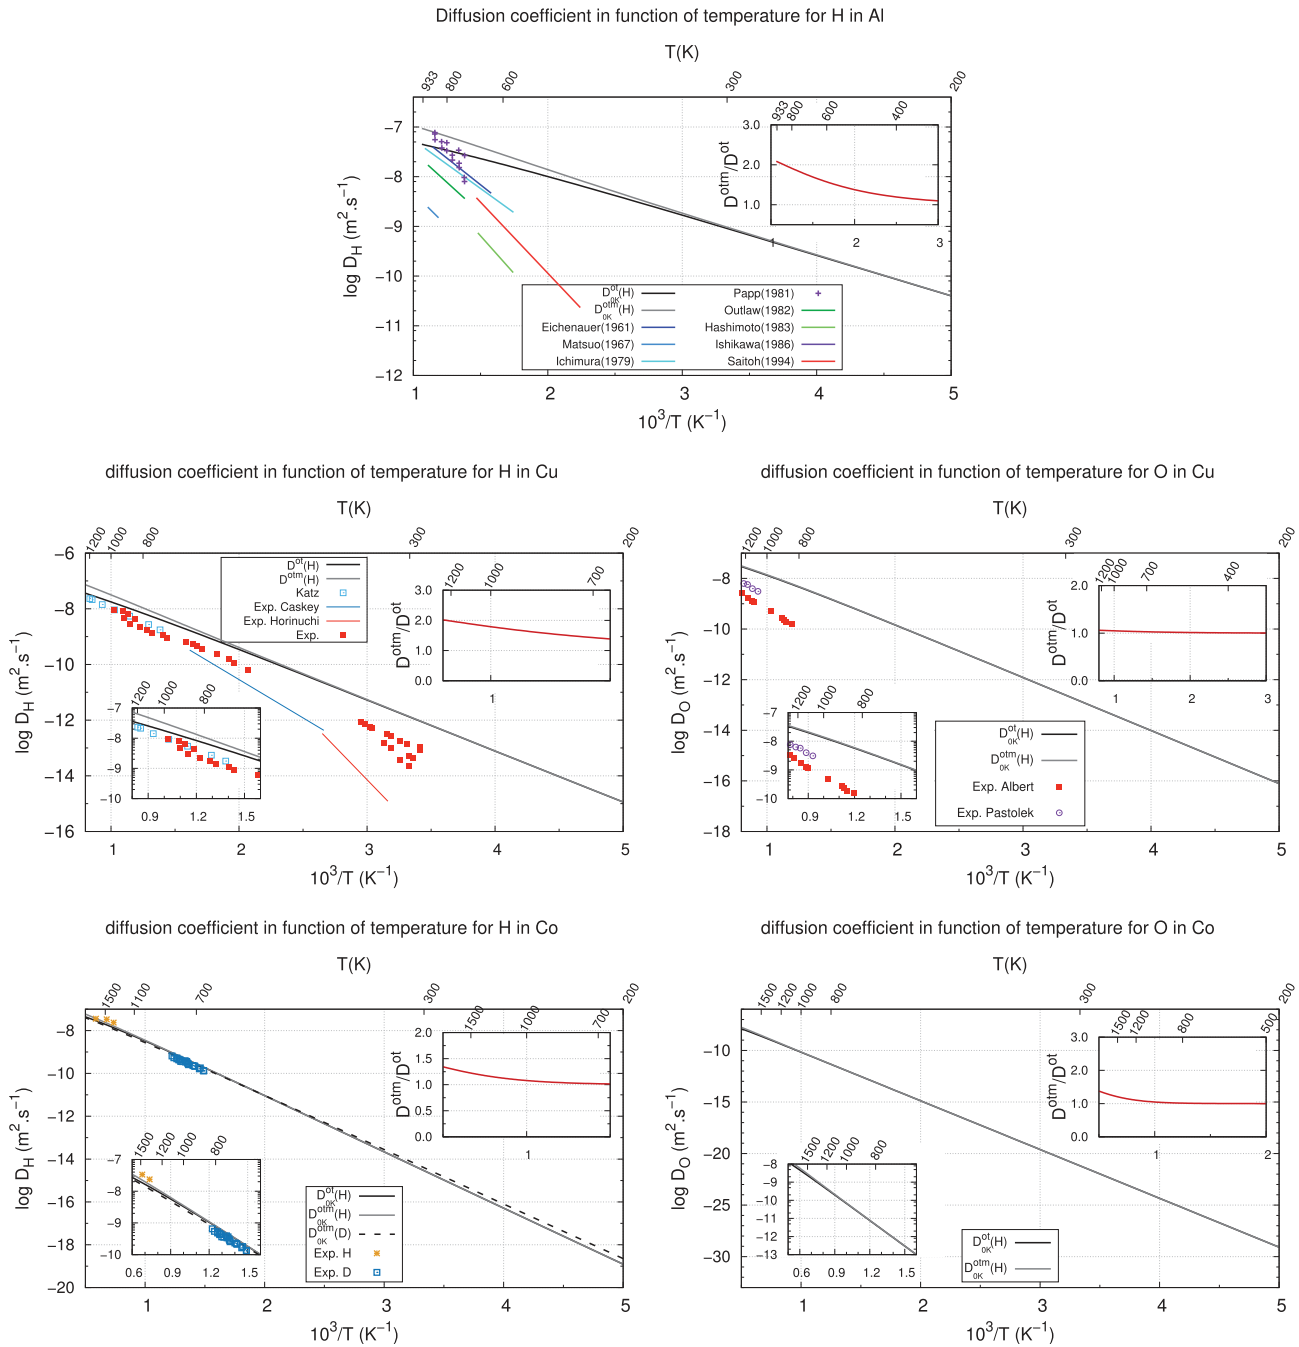 Diffusion coefficient in function of temperature for H in Al
T(K)
933 800 600 300 200
−7
−8
−9
−10
−11
−12
log D_H (m².s⁻¹)
933 800 600 400
3.0
2.0
1.0
D^otm/D^ot
1 2 3
D^ot_0K(H)
D^otm_0K(H)
Eichenauer(1961)
Matsuo(1967)
Ichimura(1979)
Papp(1981)
Outlaw(1982)
Hashimoto(1983)
Ishikawa(1986)
Saitoh(1994)
1 2 3 4 5
10³/T (K⁻¹)
diffusion coefficient in function of temperature for H in Cu
T(K)
1200 1000 800 300 200
−6
−8
−10
−12
−14
−16
log D_H (m².s⁻¹)
D^ot(H)
D^otm(H)
Katz
Exp. Caskey
Exp. Horinuchi
Exp.
1200 1000 700
3.0
2.0
1.0
0.0
D^otm/D^ot
1
1200 1000 800
−7
−8
−9
−10
0.9 1.2 1.5
1 2 3 4 5
10³/T (K⁻¹)
diffusion coefficient in function of temperature for O in Cu
T(K)
1200 1000 800 300 200
−8
−10
−12
−14
−16
−18
log D_O (m².s⁻¹)
1200 1000 700 400
2.0
1.0
0.0
D^otm/D^ot
1 2 3
1200 1000 800
−7
−8
−9
−10
0.9 1.2 1.5
D^ot_0K(H)
D^otm_0K(H)
Exp. Albert
Exp. Pastolek
1 2 3 4 5
10³/T (K⁻¹)
diffusion coefficient in function of temperature for H in Co
T(K)
1500 1100 700 300 200
−8
−10
−12
−14
−16
−18
−20
log D_H (m².s⁻¹)
1500 1000 700
2.0
1.5
1.0
0.5
0.0
D^otm/D^ot
1
1500 1200 1000 800
−7
−8
−9
−10
0.6 0.9 1.2 1.5
D^ot_0K(H)
D^otm_0K(H)
D^otm_0K(D)
Exp. H
Exp. D
1 2 3 4 5
10³/T (K⁻¹)
diffusion coefficient in function of temperature for O in Co
T(K)
1500 1200 1000 800 300 200
−10
−15
−20
−25
−30
log D_O (m².s⁻¹)
1500 1200 800 500
3.0
2.0
1.0
0.0
D^otm/D^ot
1 2
1500 1200 1000 800
−8
−9
−10
−11
−12
−13
0.6 0.9 1.2 1.5
D^ot_0K(H)
D^otm_0K(H)
1 2 3 4 5
10³/T (K⁻¹)